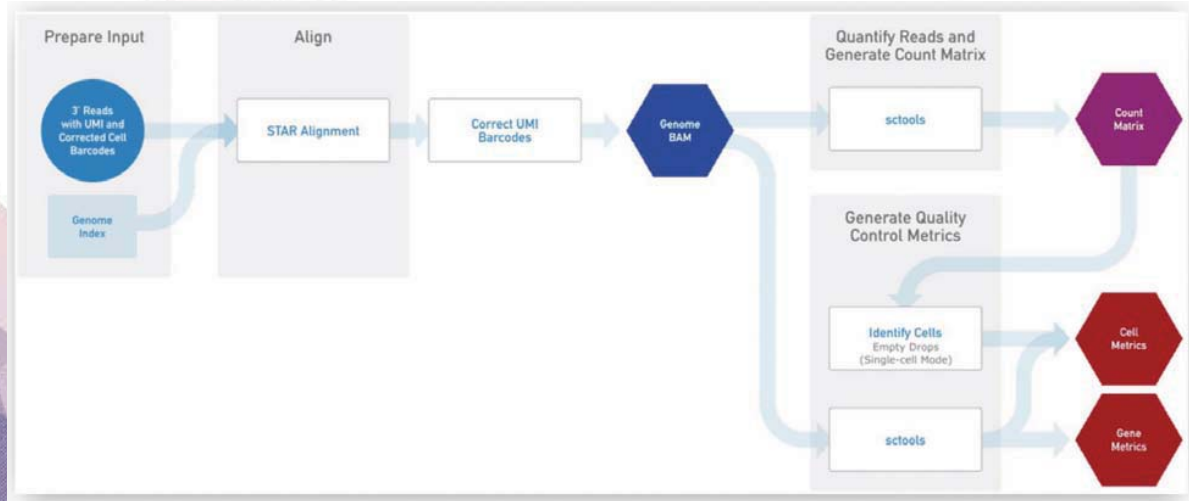 Prepare Input
3' Reads
with UMI and
Corrected Cell
Barcodes
Genome
Index
Align
STAR Alignment
Correct UMI
Barcodes
Genome
BAM
Quantify Reads and
Generate Count Matrix
sctools
Count
Matrix
Generate Quality
Control Metrics
Identify Cells
Empty Drops
(Single-cell Mode)
sctools
Cell
Metrics
Gene
Metrics